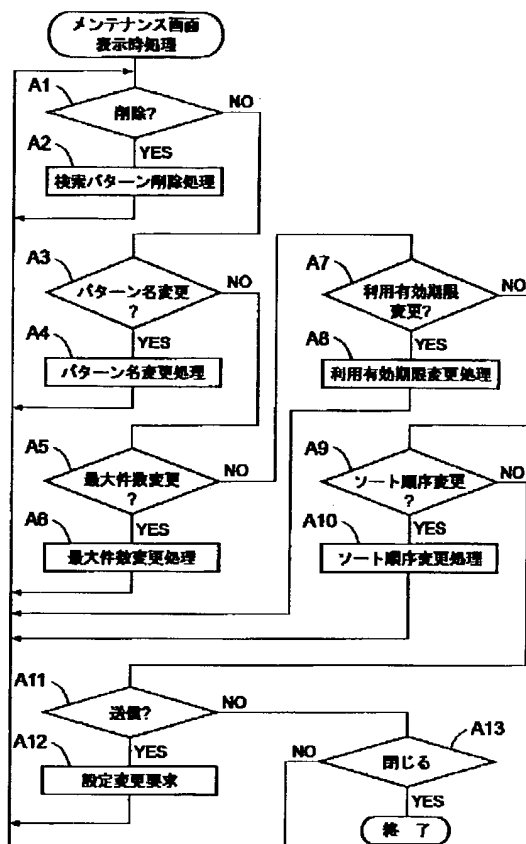 メンテナンス画面
表示時処理
A1
削除?
NO
A2
YES
検索パターン削除処理
A3
パターン名変更
?
NO
A4
YES
パターン名変更処理
A5
最大件数変更
?
NO
A6
YES
最大件数変更処理
A7
利用有効期限
変更?
NO
A8
YES
利用有効期限変更処理
A9
ソート順序変更
?
NO
A10
YES
ソート順序変更処理
A11
送信?
NO
A12
YES
設定変更要求
A13
NO
閉じる
YES
終了